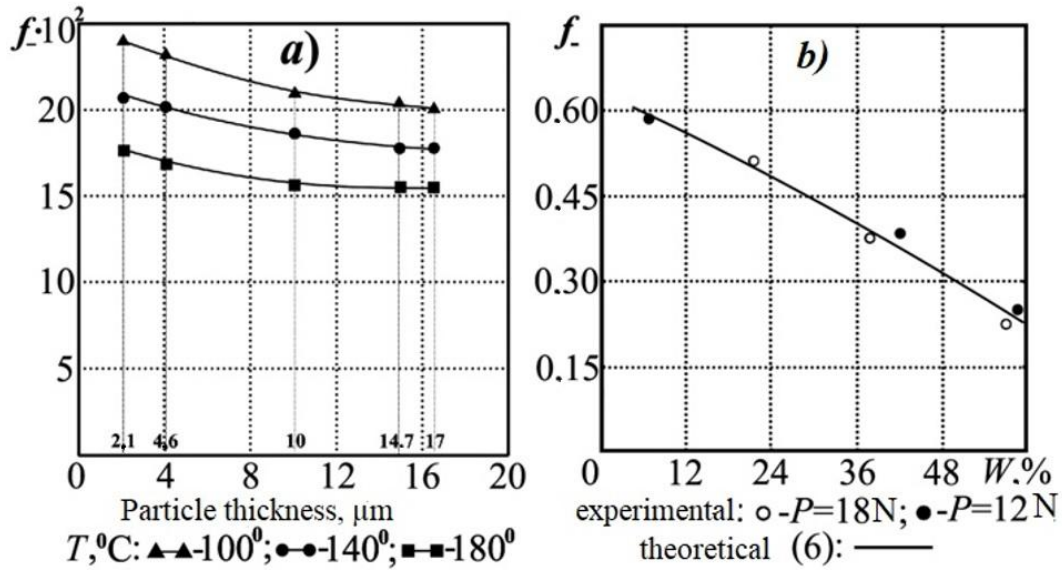 f_·10² a)
20
15
10
5
2.1 4.6 10 14.7 17
0 4 8 12 16 20
Particle thickness, µm
T,⁰C: ▲▲-100⁰; ●●-140⁰; ■■-180⁰
f_ b)
0.60
0.45
0.30
0.15
0 12 24 36 48 W,%
experimental: o -P=18N; ● -P=12N
theoretical (6): ——